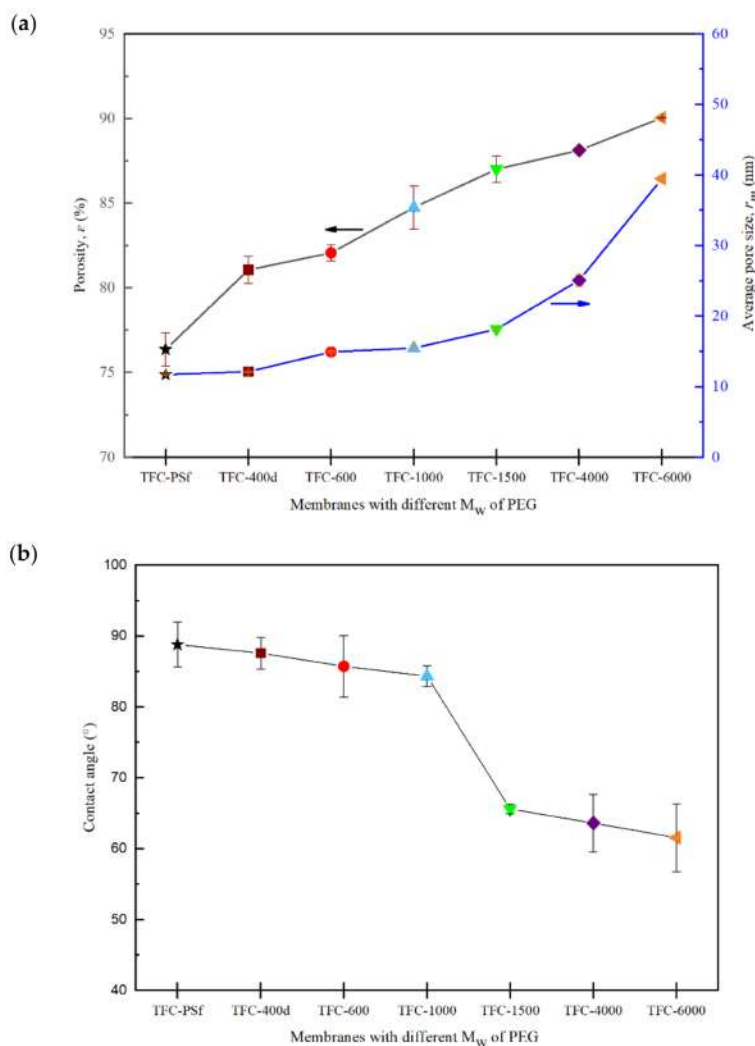 (a)
95
90
85
80
75
70
Porosity, ε (%)
60
50
40
30
20
10
0
Average pore size, rm (nm)
TFC-PSf TFC-400d TFC-600 TFC-1000 TFC-1500 TFC-4000 TFC-6000
Membranes with different MW of PEG
(b)
100
90
80
70
60
50
40
Contact angle (°)
TFC-PSf TFC-400d TFC-600 TFC-1000 TFC-1500 TFC-4000 TFC-6000
Membranes with different MW of PEG